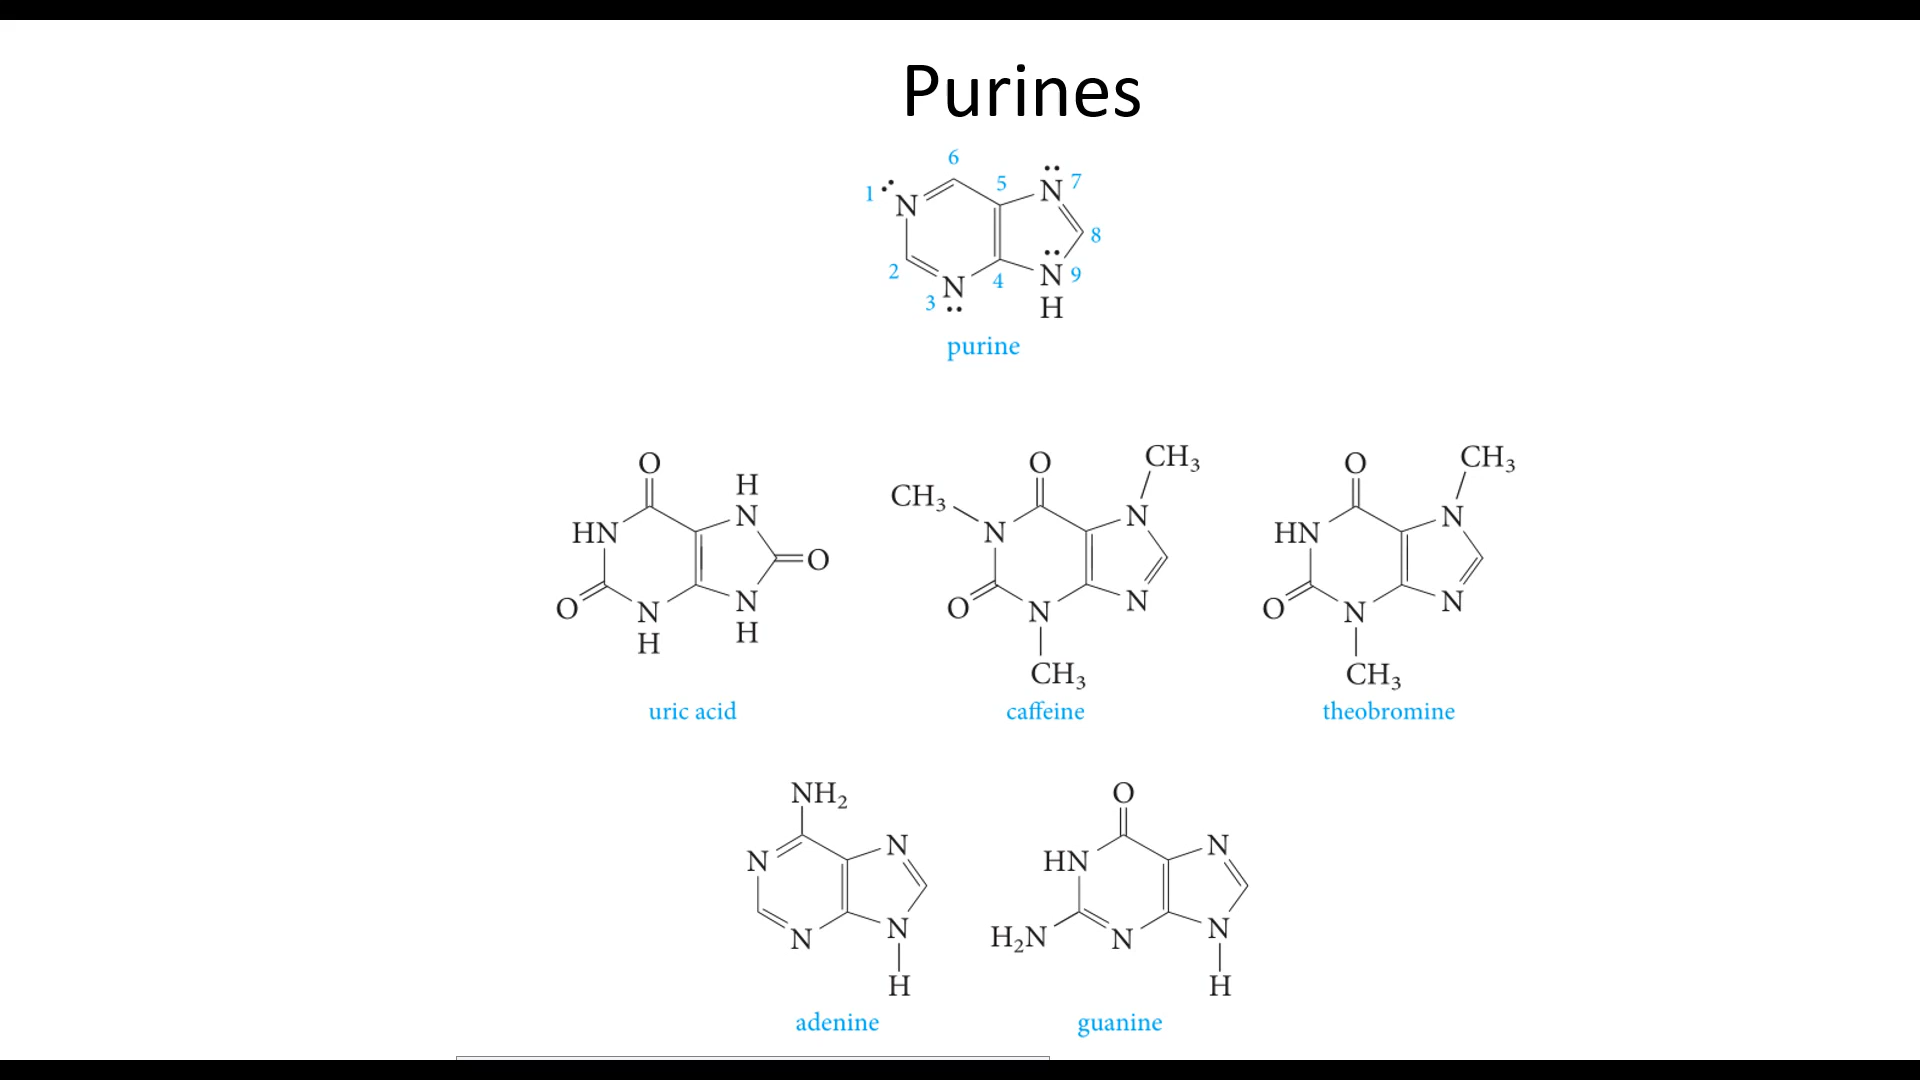 Purines
6
1 N 5 N 7
8
2 N 4 N 9
3 H
purine
O H
HN N
O
O N N
H H
uric acid
O CH3
CH3 N N
O N N
CH3
caffeine
O CH3
HN N
O N N
CH3
theobromine
NH2
N N
N N
H
adenine
O
HN N
H2N N N
H
guanine